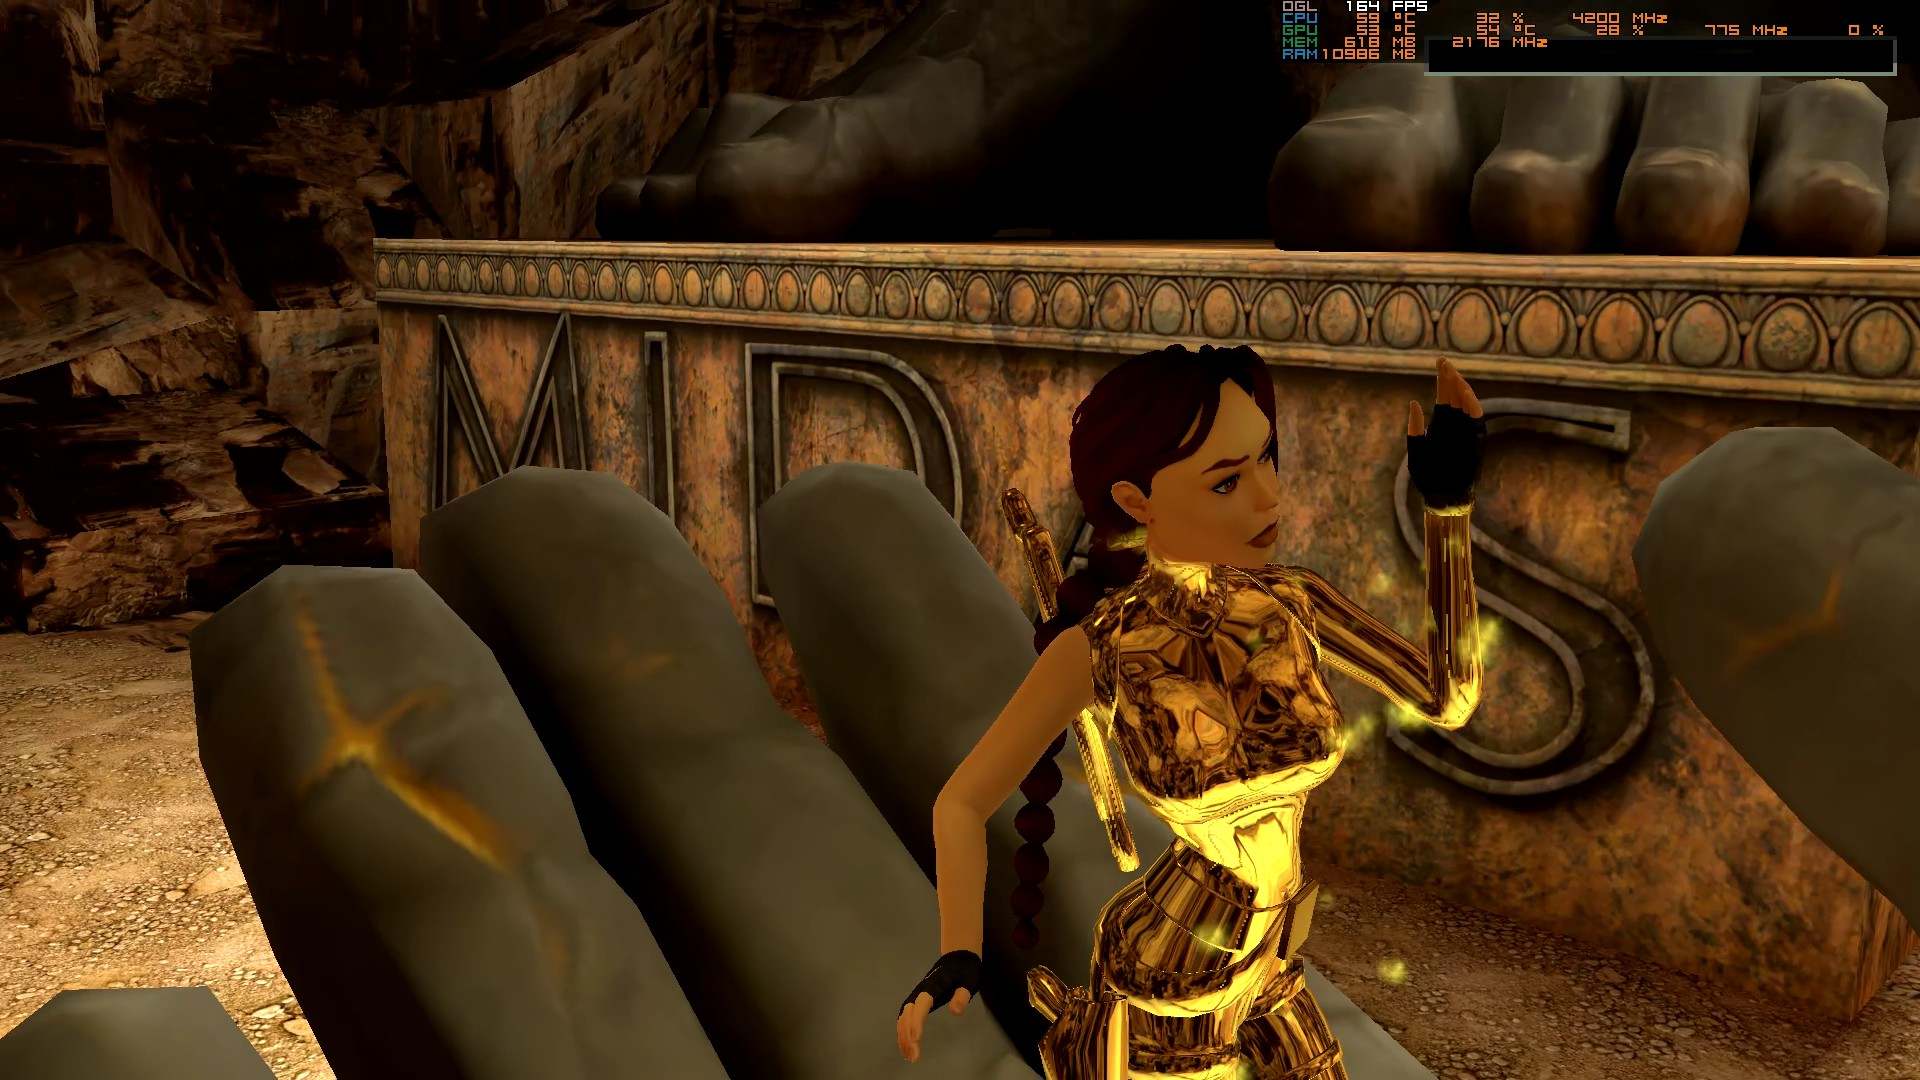 OGL 164 FPS
CPU 59 °C 32 % 4200 MHz
GPU 53 °C 54 °C 28 % 775 MHz 0 %
MEM 618 MB 2176 MHz
RAM 10986 MB
MIDAS